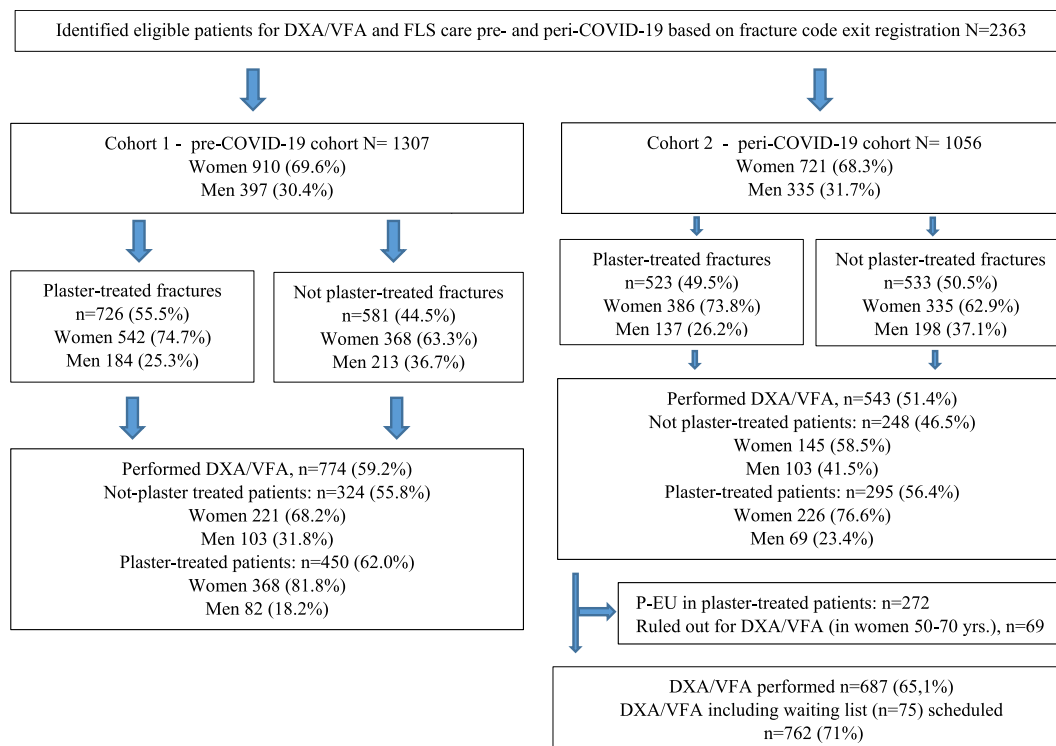 Identified eligible patients for DXA/VFA and FLS care pre- and peri-COVID-19 based on fracture code exit registration N=2363
Cohort 1 - pre-COVID-19 cohort N= 1307
Women 910 (69.6%)
Men 397 (30.4%)
Cohort 2 - peri-COVID-19 cohort N= 1056
Women 721 (68.3%)
Men 335 (31.7%)
Plaster-treated fractures
n=726 (55.5%)
Women 542 (74.7%)
Men 184 (25.3%)
Not plaster-treated fractures
n=581 (44.5%)
Women 368 (63.3%)
Men 213 (36.7%)
Plaster-treated fractures
n=523 (49.5%)
Women 386 (73.8%)
Men 137 (26.2%)
Not plaster-treated fractures
n=533 (50.5%)
Women 335 (62.9%)
Men 198 (37.1%)
Performed DXA/VFA, n=774 (59.2%)
Not-plaster treated patients: n=324 (55.8%)
Women 221 (68.2%)
Men 103 (31.8%)
Plaster-treated patients: n=450 (62.0%)
Women 368 (81.8%)
Men 82 (18.2%)
Performed DXA/VFA, n=543 (51.4%)
Not plaster-treated patients: n=248 (46.5%)
Women 145 (58.5%)
Men 103 (41.5%)
Plaster-treated patients: n=295 (56.4%)
Women 226 (76.6%)
Men 69 (23.4%)
P-EU in plaster-treated patients: n=272
Ruled out for DXA/VFA (in women 50-70 yrs.), n=69
DXA/VFA performed n=687 (65,1%)
DXA/VFA including waiting list (n=75) scheduled
n=762 (71%)